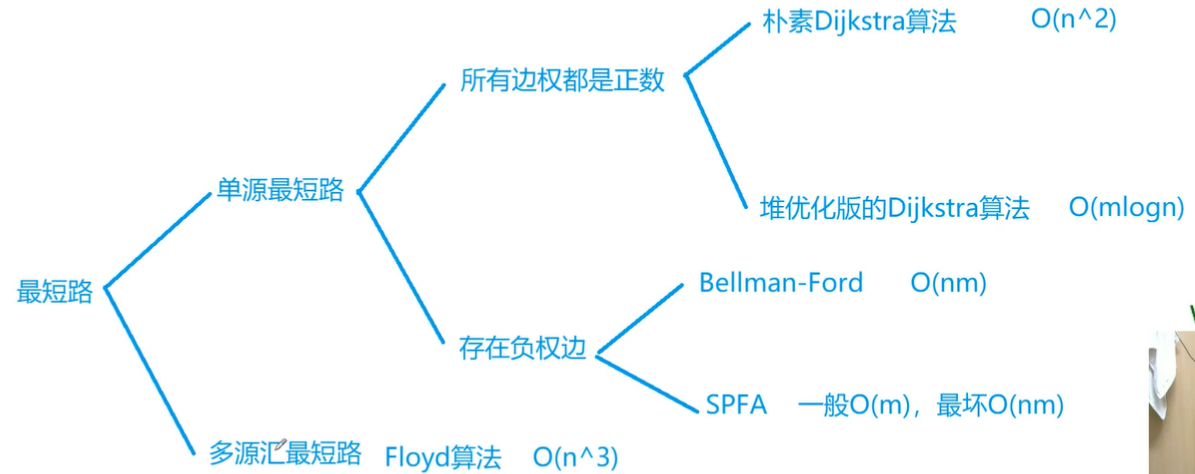 朴素Dijkstra算法 O(n^2)
所有边权都是正数
单源最短路
堆优化版的Dijkstra算法 O(mlogn)
最短路
Bellman-Ford O(nm)
存在负权边
SPFA 一般O(m)，最坏O(nm)
多源汇最短路 Floyd算法 O(n^3)